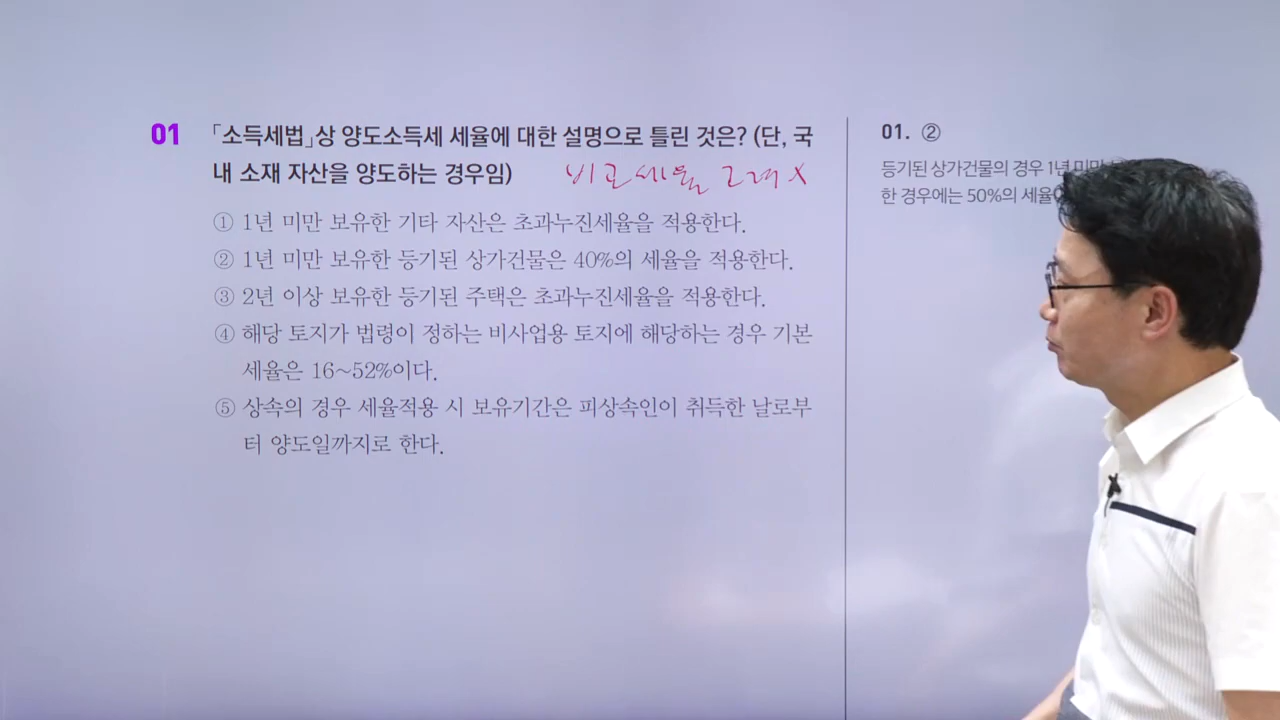 01
「소득세법」상 양도소득세 세율에 대한 설명으로 틀린 것은? (단, 국
내 소재 자산을 양도하는 경우임)
비교세율 고려 X
① 1년 미만 보유한 기타 자산은 초과누진세율을 적용한다.
② 1년 미만 보유한 등기된 상가건물은 40%의 세율을 적용한다.
③ 2년 이상 보유한 등기된 주택은 초과누진세율을 적용한다.
④ 해당 토지가 법령이 정하는 비사업용 토지에 해당하는 경우 기본
세율은 16~52%이다.
⑤ 상속의 경우 세율적용 시 보유기간은 피상속인이 취득한 날로부
터 양도일까지로 한다.
01. ②
등기된 상가건물의 경우 1년 미만
한 경우에는 50%의